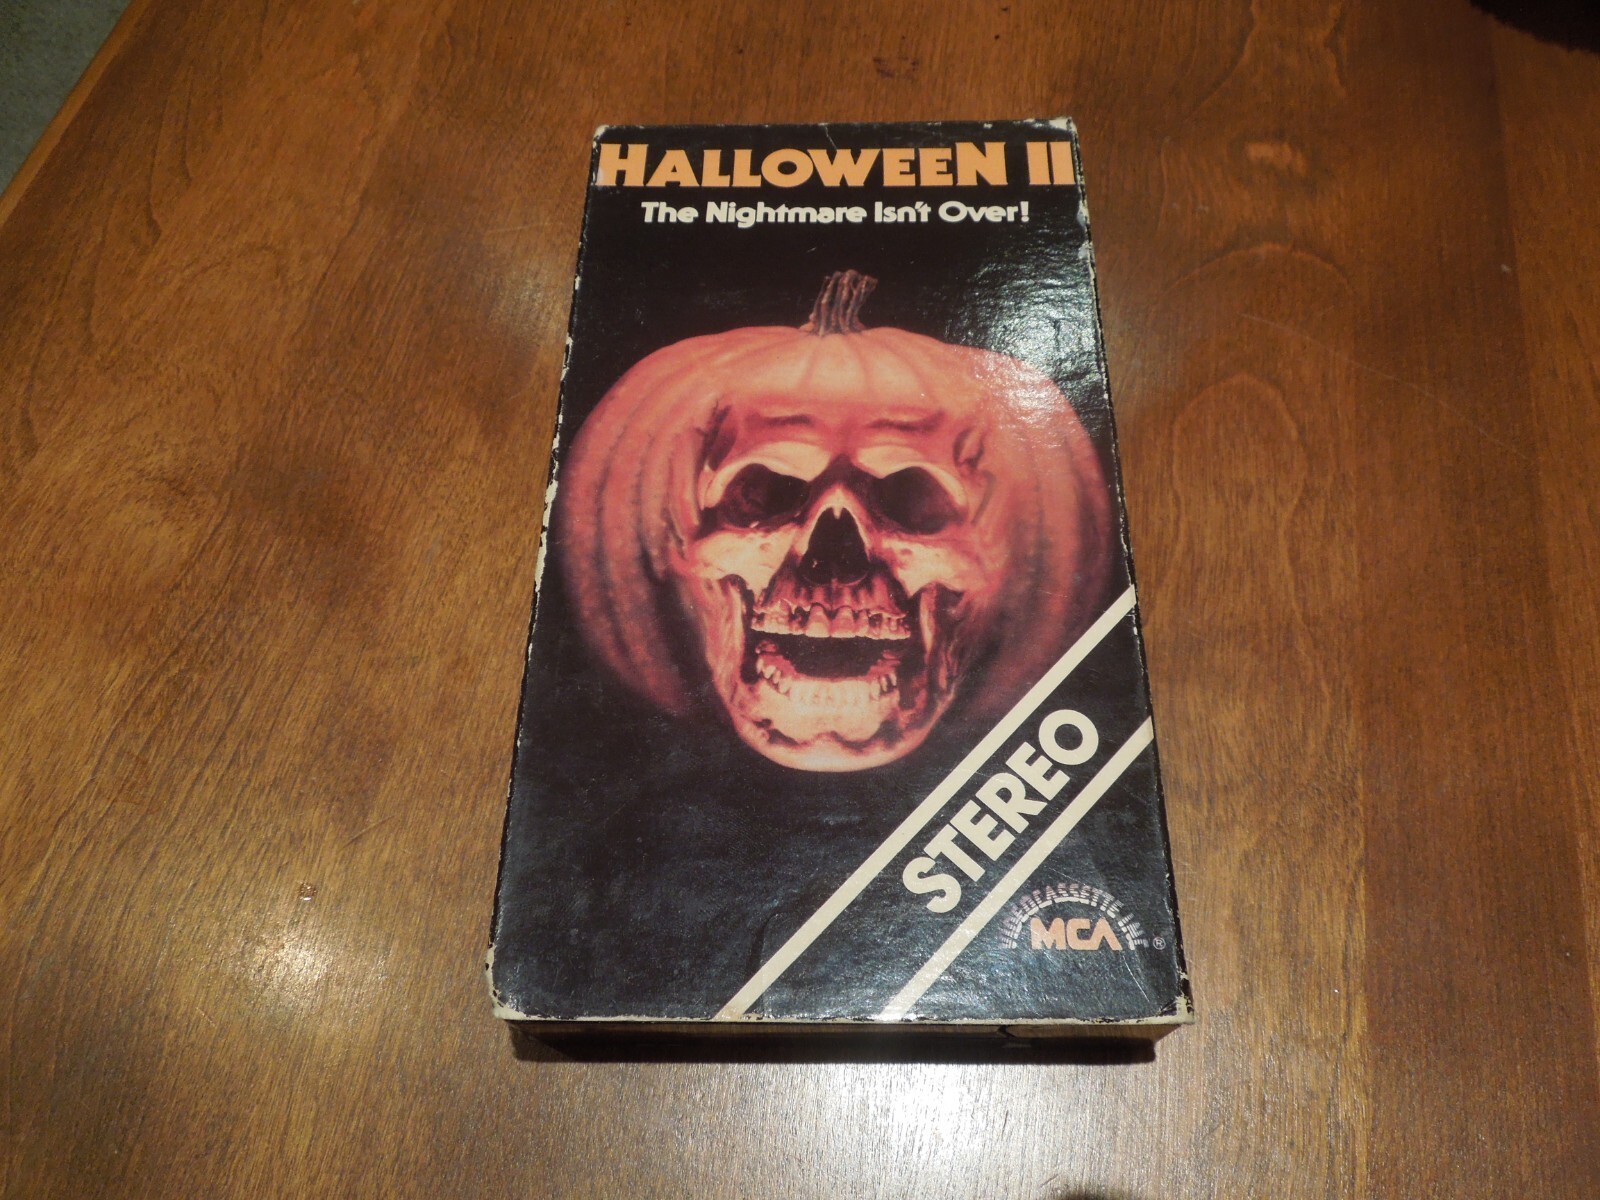 HALLOWEEN II
The Nightmare Isn't Over!
STEREO
VIDEOCASSETTE INC
MCA ®